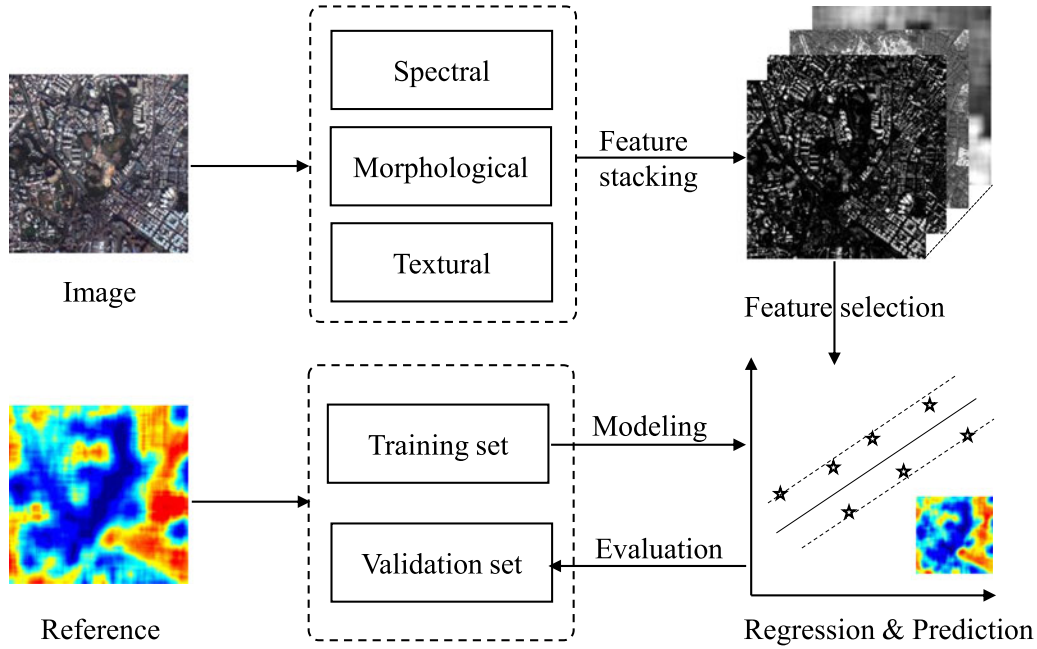 Spectral
Morphological
Textural
Image
Feature
stacking
Feature selection
Training set
Validation set
Reference
Modeling
Evaluation
Regression & Prediction